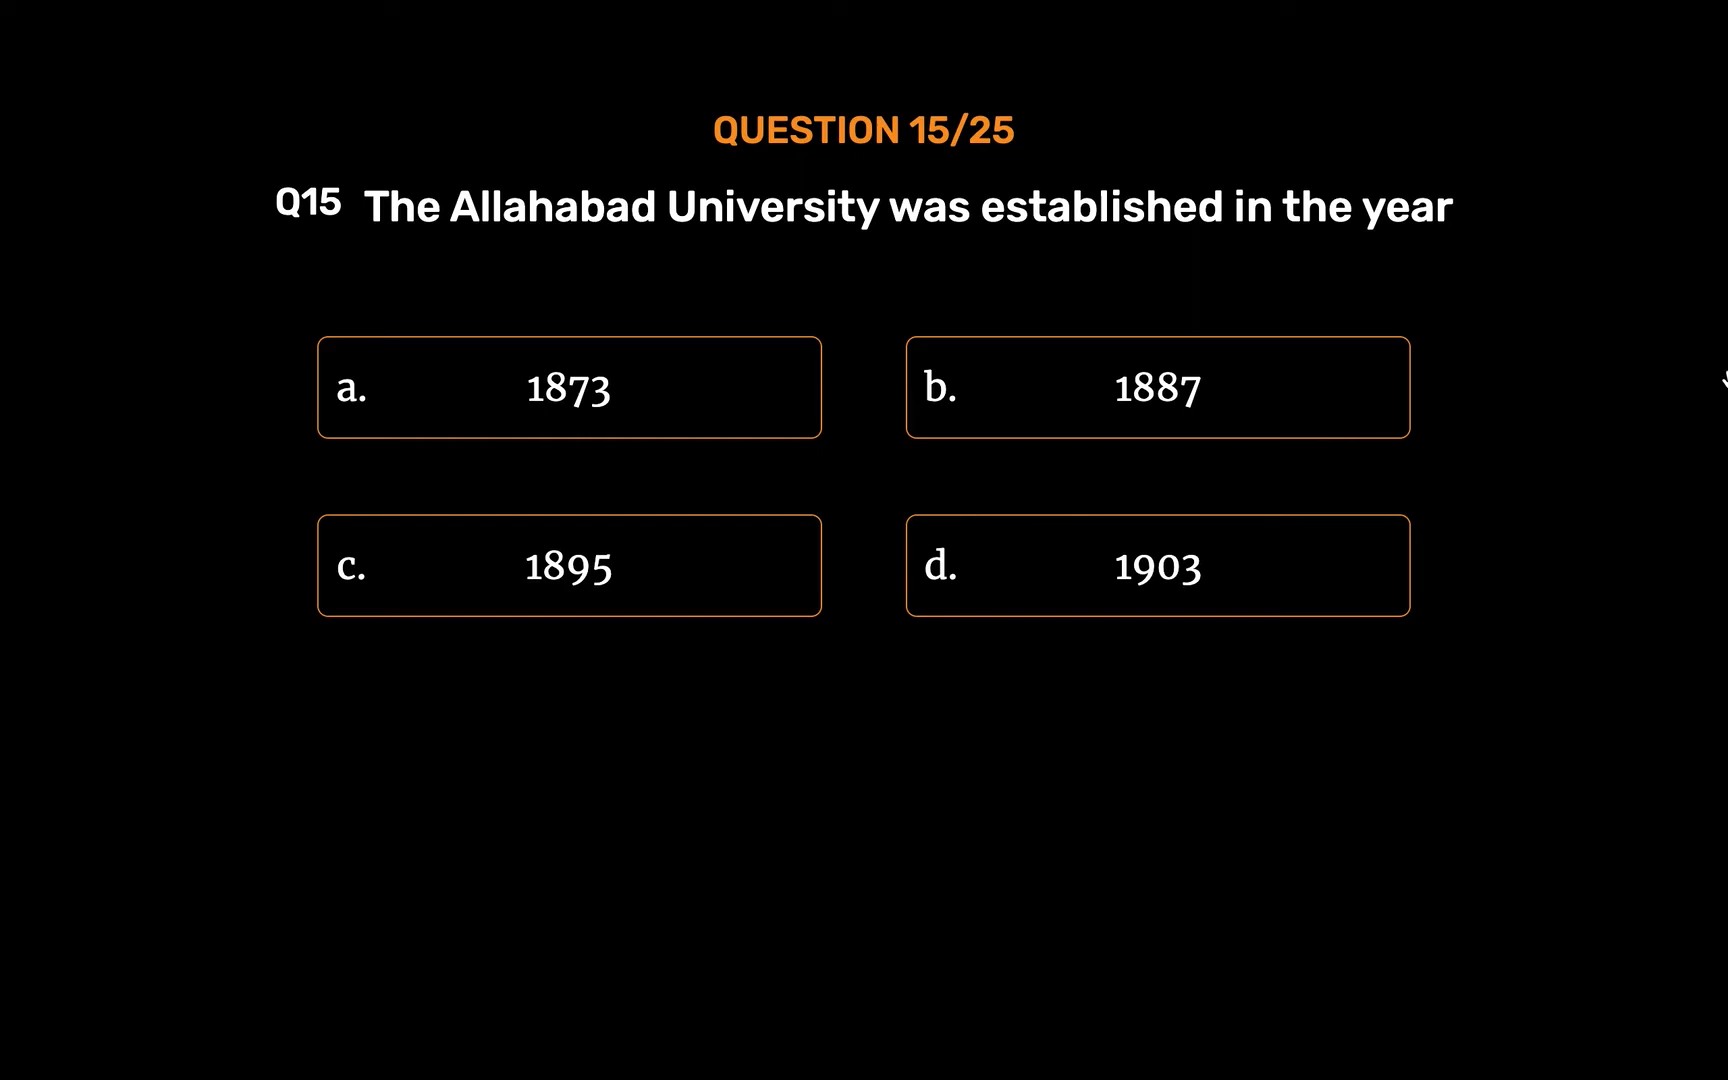 QUESTION 15/25
Q15 The Allahabad University was established in the year
a. 1873
b. 1887
c. 1895
d. 1903